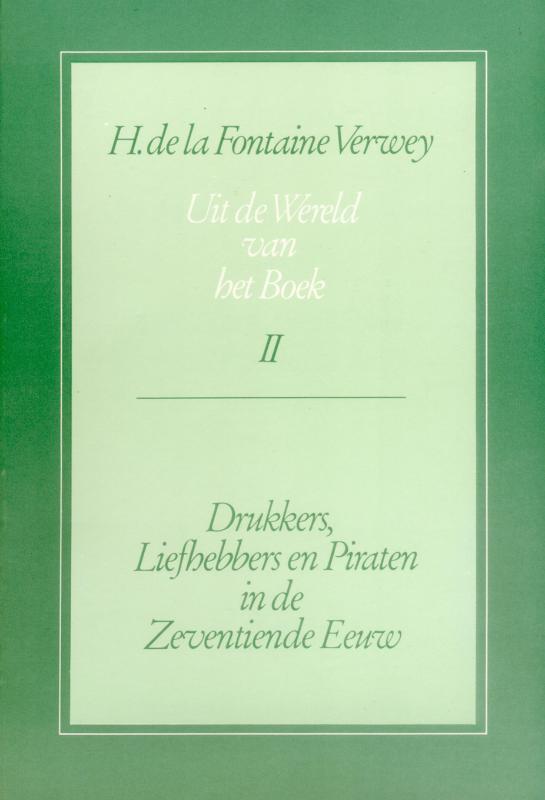 H. de la Fontaine Verwey
Uit de Wereld
van
het Boek
II
Drukkers,
Liefhebbers en Piraten
in de
Zeventiende Eeuw